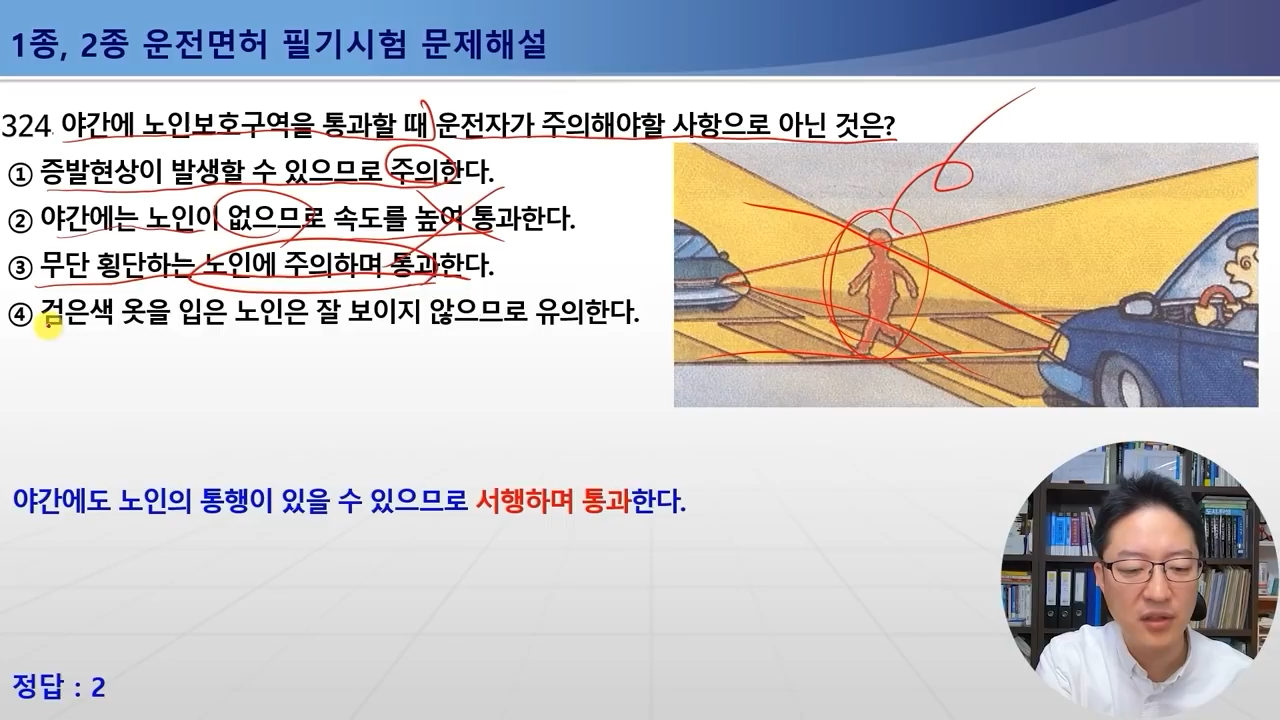 1종, 2종 운전면허 필기시험 문제해설
324. 야간에 노인보호구역을 통과할 때 운전자가 주의해야할 사항으로 아닌 것은?
① 증발현상이 발생할 수 있으므로 주의한다.
② 야간에는 노인이 없으므로 속도를 높여 통과한다.
③ 무단 횡단하는 노인에 주의하며 통과한다.
④ 검은색 옷을 입은 노인은 잘 보이지 않으므로 유의한다.
야간에도 노인의 통행이 있을 수 있으므로 서행하며 통과한다.
정답 : 2